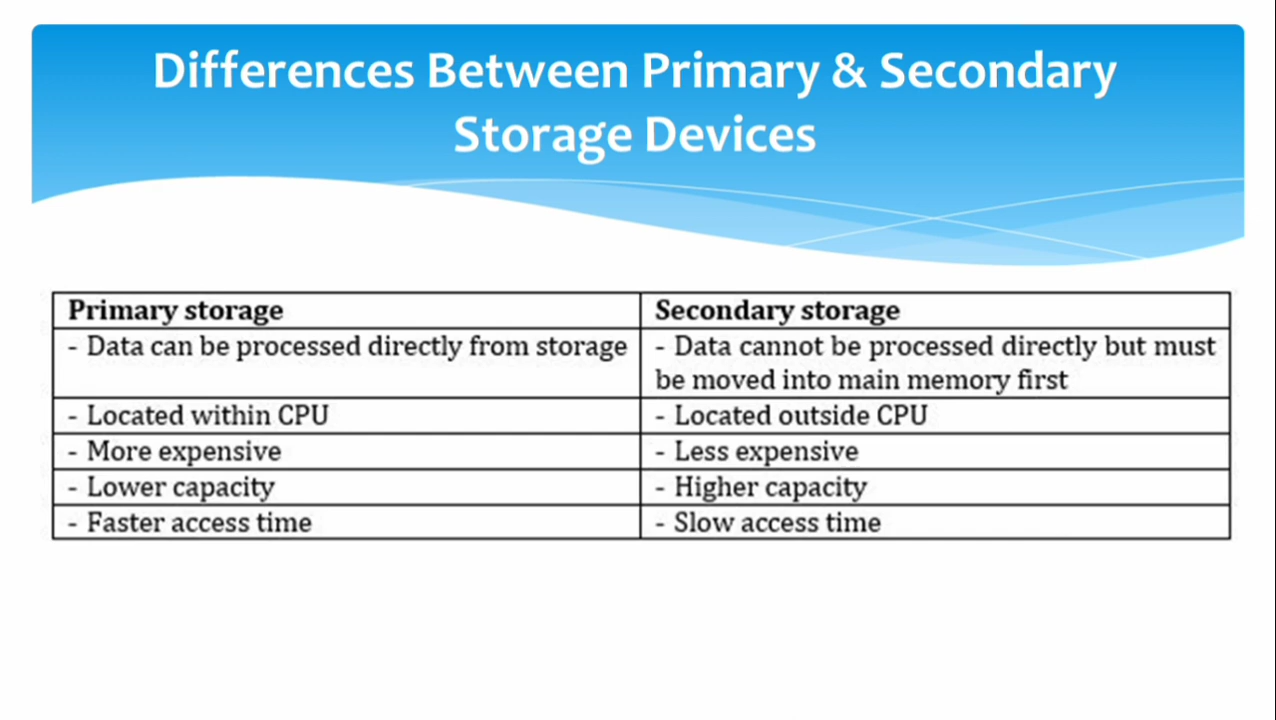 Differences Between Primary & Secondary
Storage Devices
Primary storage
Secondary storage
- Data can be processed directly from storage
- Data cannot be processed directly but must
be moved into main memory first
- Located within CPU
- Located outside CPU
- More expensive
- Less expensive
- Lower capacity
- Higher capacity
- Faster access time
- Slow access time